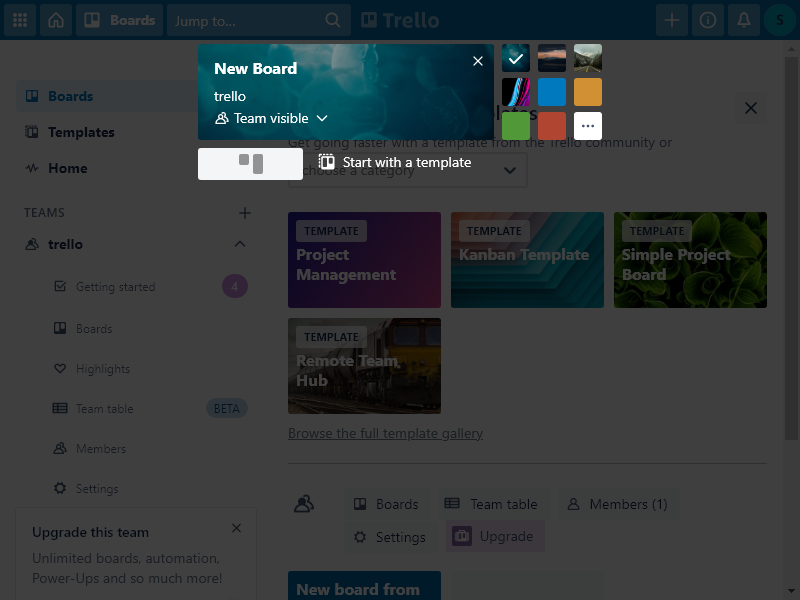 Boards
Jump to...
Trello
S
New Board
trello
Team visible
Start with a template
Boards
Templates
Home
TEAMS
trello
Getting started
4
Boards
Highlights
Team table
BETA
Members
Settings
Upgrade this team
Unlimited boards, automation,
Power-Ups and so much more!
Get going faster with a template from the Trello community or
choose a category
TEMPLATE
Project
Management
TEMPLATE
Kanban Template
TEMPLATE
Simple Project
Board
TEMPLATE
Remote Team
Hub
Browse the full template gallery
Boards
Team table
Members (1)
Settings
Upgrade
New board from